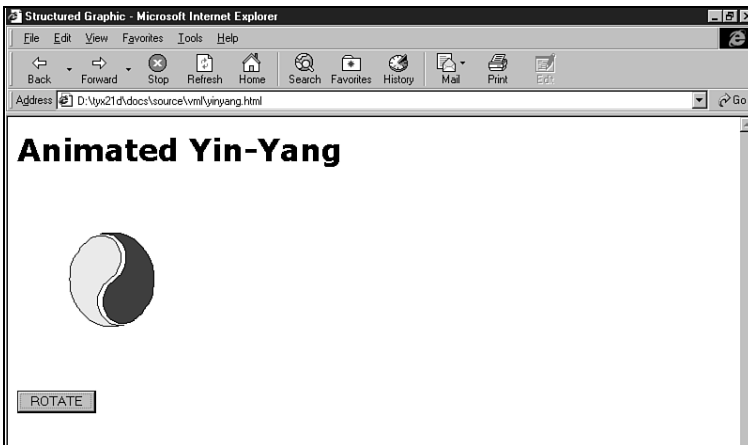 Structured Graphic - Microsoft Internet Explorer
File Edit View Favorites Tools Help
Back Forward Stop Refresh Home Search Favorites History Mail Print Edit
Address D:\tyx21d\docs\source\vml\yinyang.html Go
Animated Yin-Yang
ROTATE